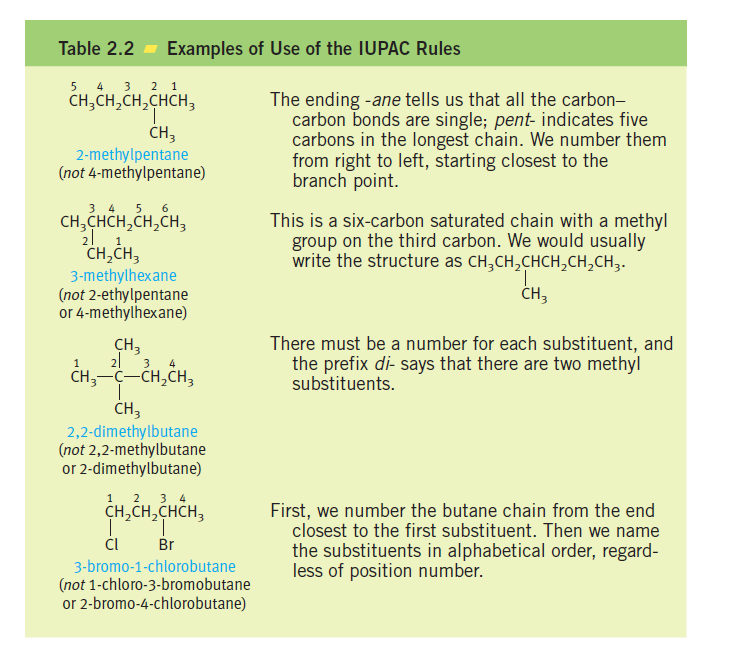 Table 2.2 Examples of Use of the IUPAC Rules
5 4 3 2 1
CH₃CH₂CH₂CHCH₃
CH₃
2-methylpentane
(not 4-methylpentane)
The ending -ane tells us that all the carbon–
carbon bonds are single; pent- indicates five
carbons in the longest chain. We number them
from right to left, starting closest to the
branch point.
3 4 5 6
CH₃CHCH₂CH₂CH₃
2 1
CH₂CH₃
3-methylhexane
(not 2-ethylpentane
or 4-methylhexane)
This is a six-carbon saturated chain with a methyl
group on the third carbon. We would usually
write the structure as CH₃CH₂CHCH₂CH₂CH₃.
CH₃
CH₃
1 2 3 4
CH₃—C—CH₂CH₃
CH₃
2,2-dimethylbutane
(not 2,2-methylbutane
or 2-dimethylbutane)
There must be a number for each substituent, and
the prefix di- says that there are two methyl
substituents.
1 2 3 4
CH₂CH₂CHCH₃
Cl Br
3-bromo-1-chlorobutane
(not 1-chloro-3-bromobutane
or 2-bromo-4-chlorobutane)
First, we number the butane chain from the end
closest to the first substituent. Then we name
the substituents in alphabetical order, regard-
less of position number.